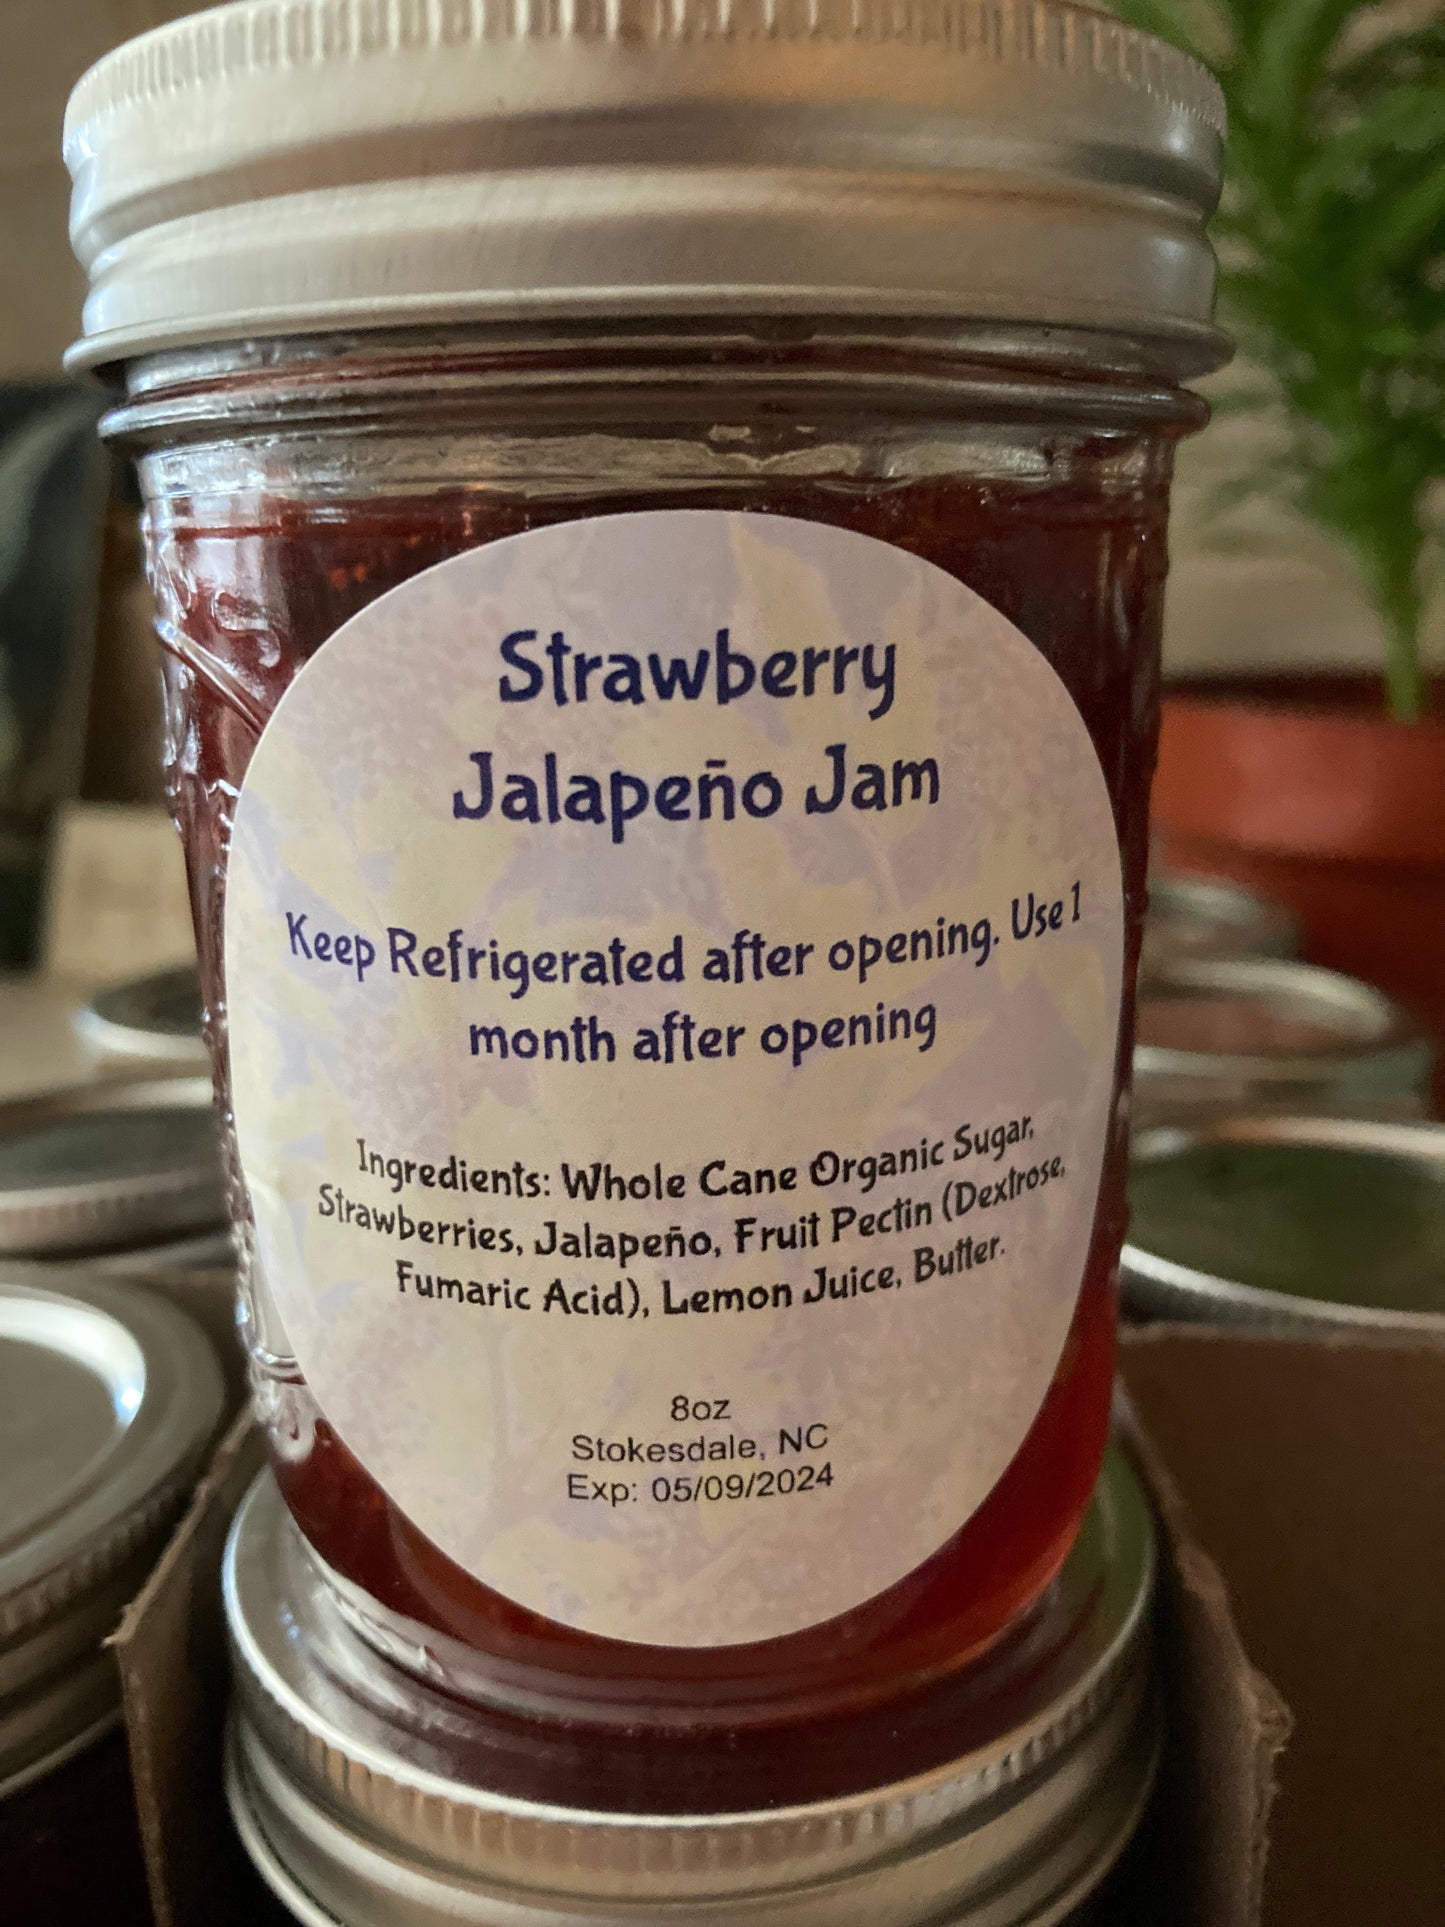 Strawberry
Jalapeño Jam
Keep Refrigerated after opening. Use 1
month after opening
Ingredients: Whole Cane Organic Sugar,
Strawberries, Jalapeño, Fruit Pectin (Dextrose,
Fumaric Acid), Lemon Juice, Butter.
8oz
Stokesdale, NC
Exp: 05/09/2024